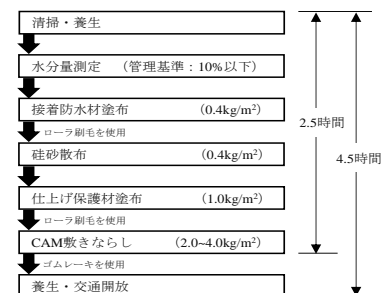 清掃・養生
水分量測定　（管理基準：10%以下）
接着防水材塗布　（0.4kg/m²）
ローラ刷毛を使用
2.5時間
硅砂散布　（0.4kg/m²）
4.5時間
仕上げ保護材塗布　（1.0kg/m²）
ローラ刷毛を使用
CAM敷きならし　（2.0~4.0kg/m²）
ゴムレーキを使用
養生・交通開放